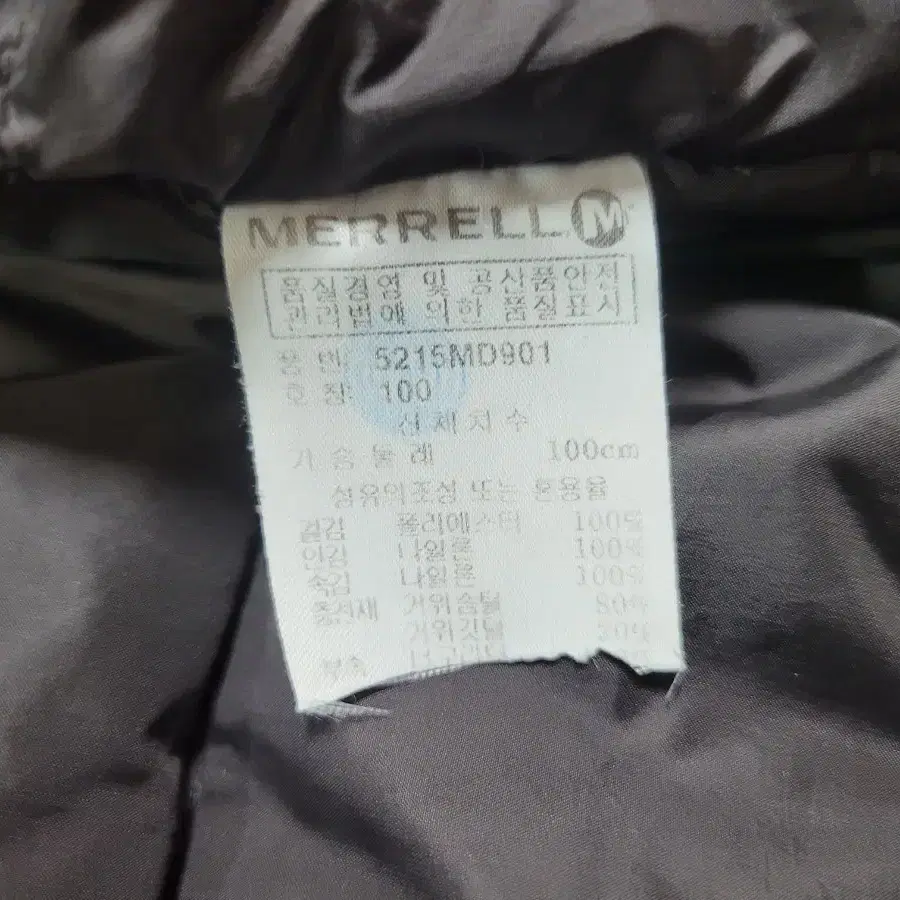 MERRELL M
품질경영 및 공산품안전
관리법에 의한 품질표시
품 번: 5215MD901
호 칭: 100
신체치수
가슴둘레 100cm
섬유의조성 또는 혼용율
겉감 폴리에스터 100%
안감 나일론 100%
속감 나일론 100%
충전재 거위솜털 80%
거위깃털 20%
부속